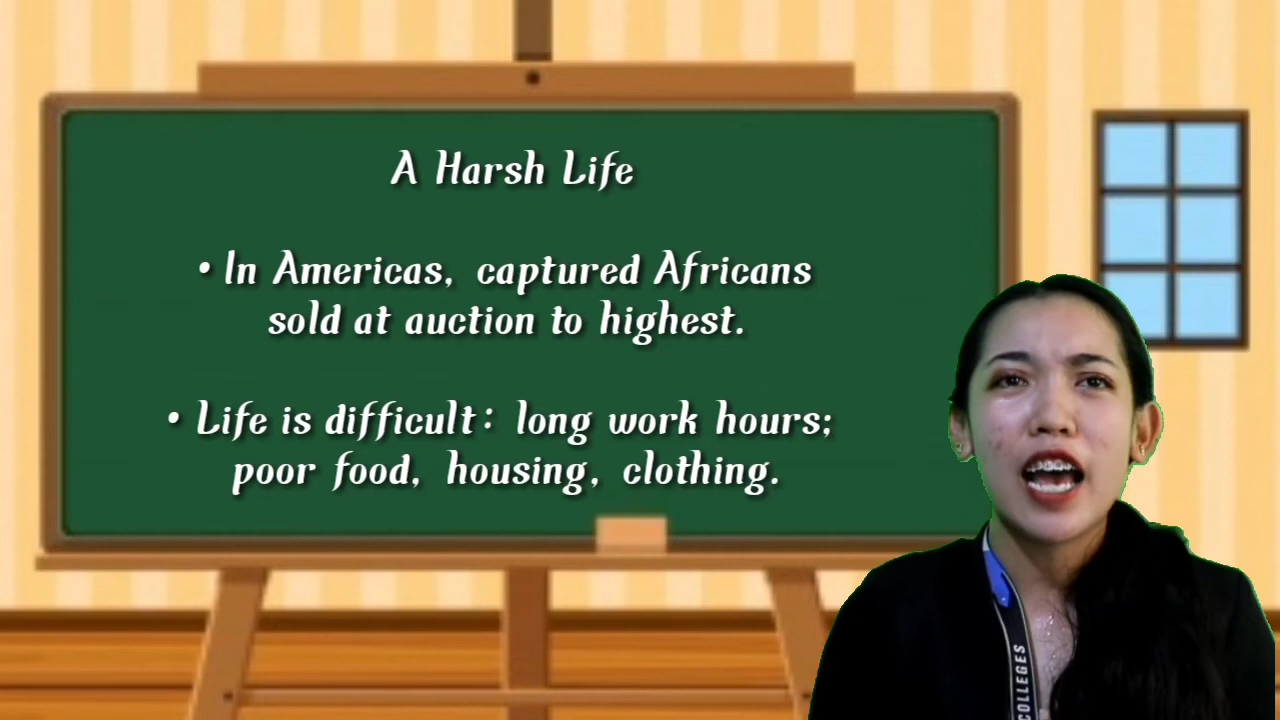 A Harsh Life
• In Americas, captured Africans
sold at auction to highest.
• Life is difficult: long work hours;
poor food, housing, clothing.
COLLEGES